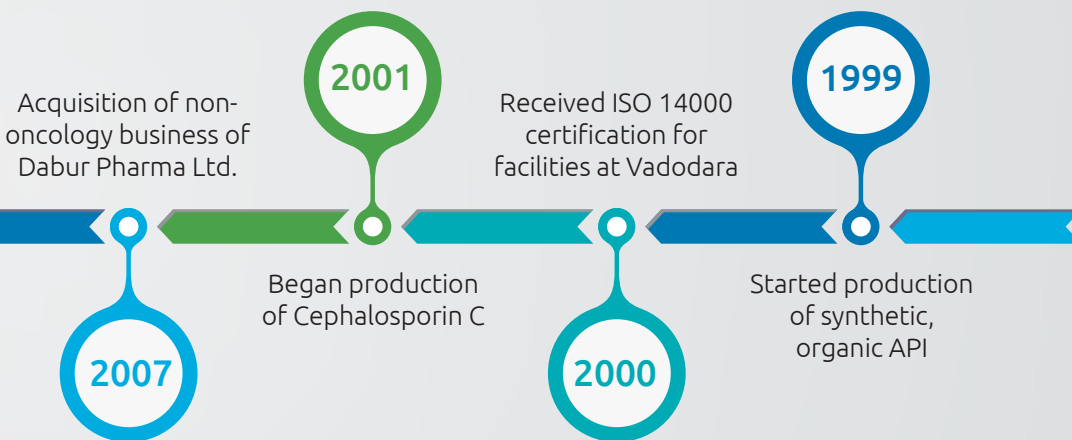 2001
1999
Acquisition of non-
oncology business of
Dabur Pharma Ltd.
Received ISO 14000
certification for
facilities at Vadodara
Began production
of Cephalosporin C
Started production
of synthetic,
organic API
2007
2000